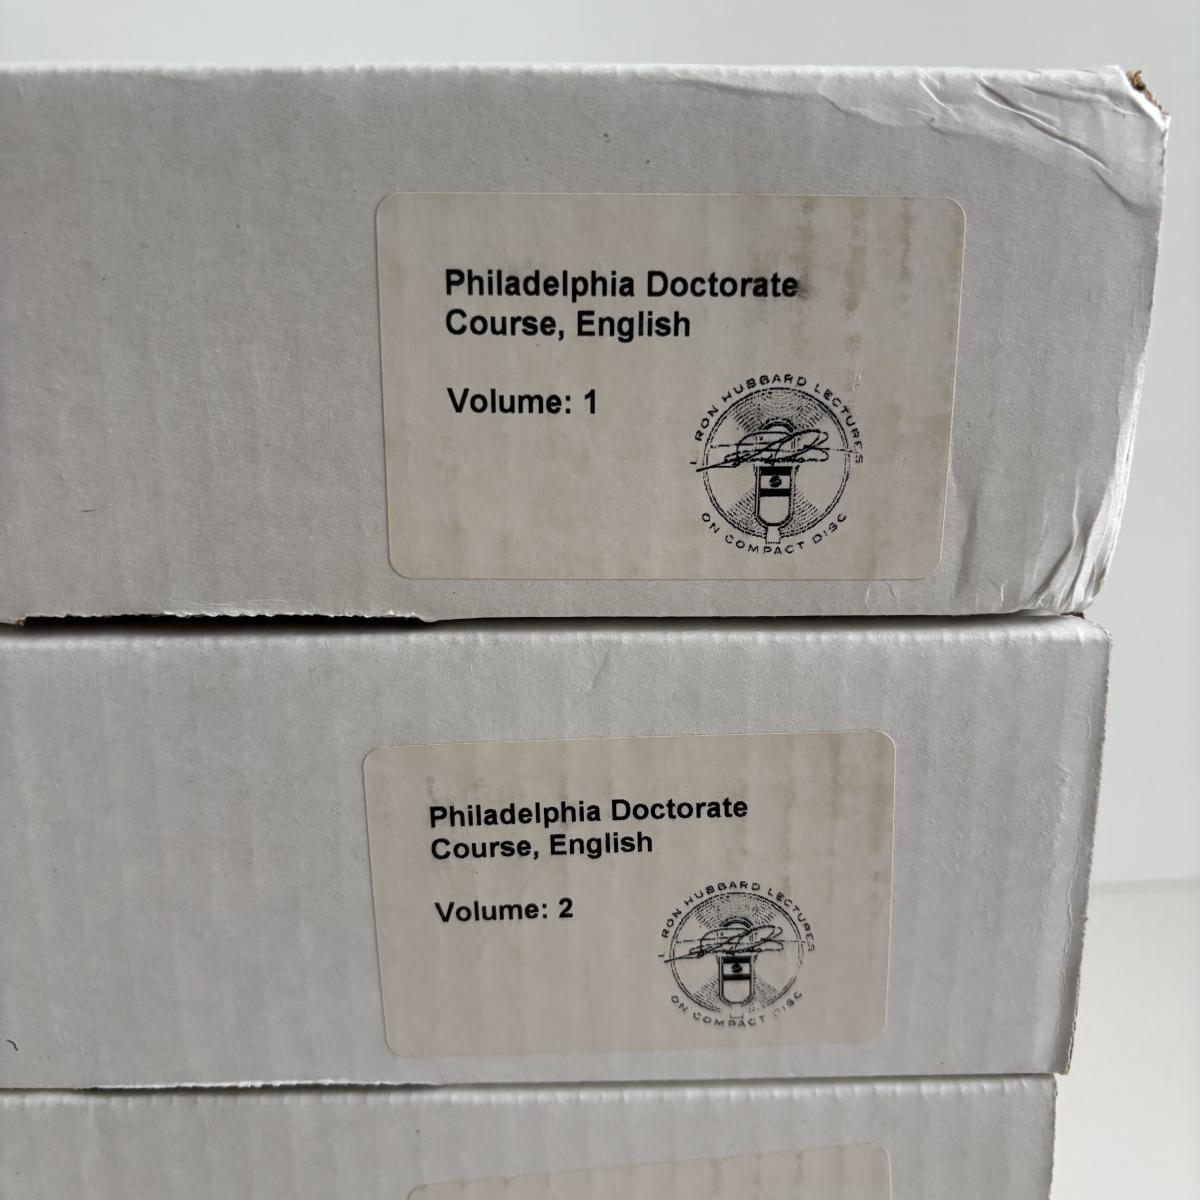 Philadelphia Doctorate
Course, English
Volume: 1
L RON HUBBARD LECTURES
ON COMPACT DISC
Philadelphia Doctorate
Course, English
Volume: 2
L RON HUBBARD LECTURES
ON COMPACT DISC